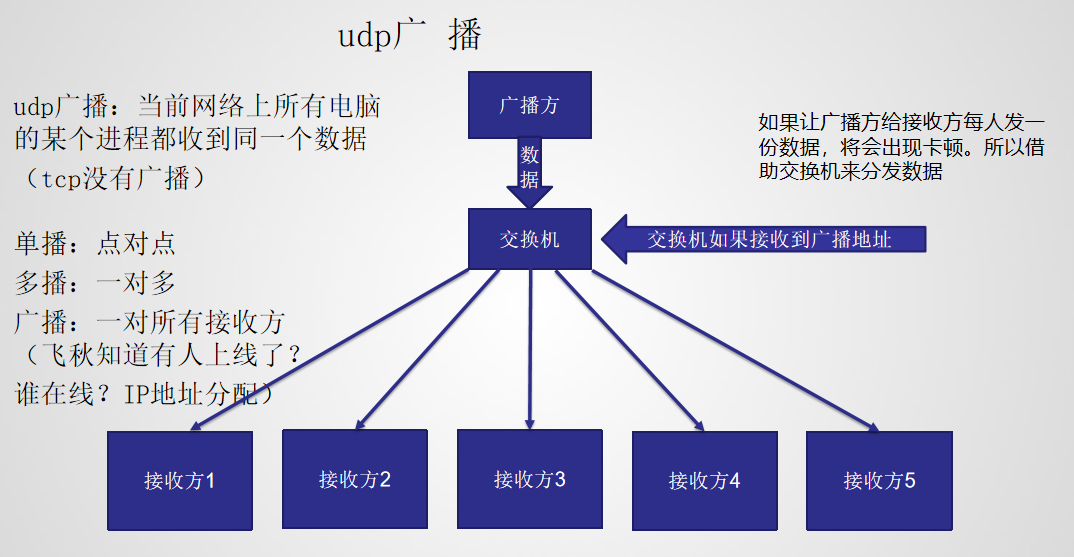 udp广 播
udp广播：当前网络上所有电脑
的某个进程都收到同一个数据
（tcp没有广播）
单播：点对点
多播：一对多
广播：一对所有接收方
（飞秋知道有人上线了？
谁在线？IP地址分配）
广播方
数
据
交换机
交换机如果接收到广播地址
如果让广播方给接收方每人发一
份数据，将会出现卡顿。所以借
助交换机来分发数据
接收方1
接收方2
接收方3
接收方4
接收方5